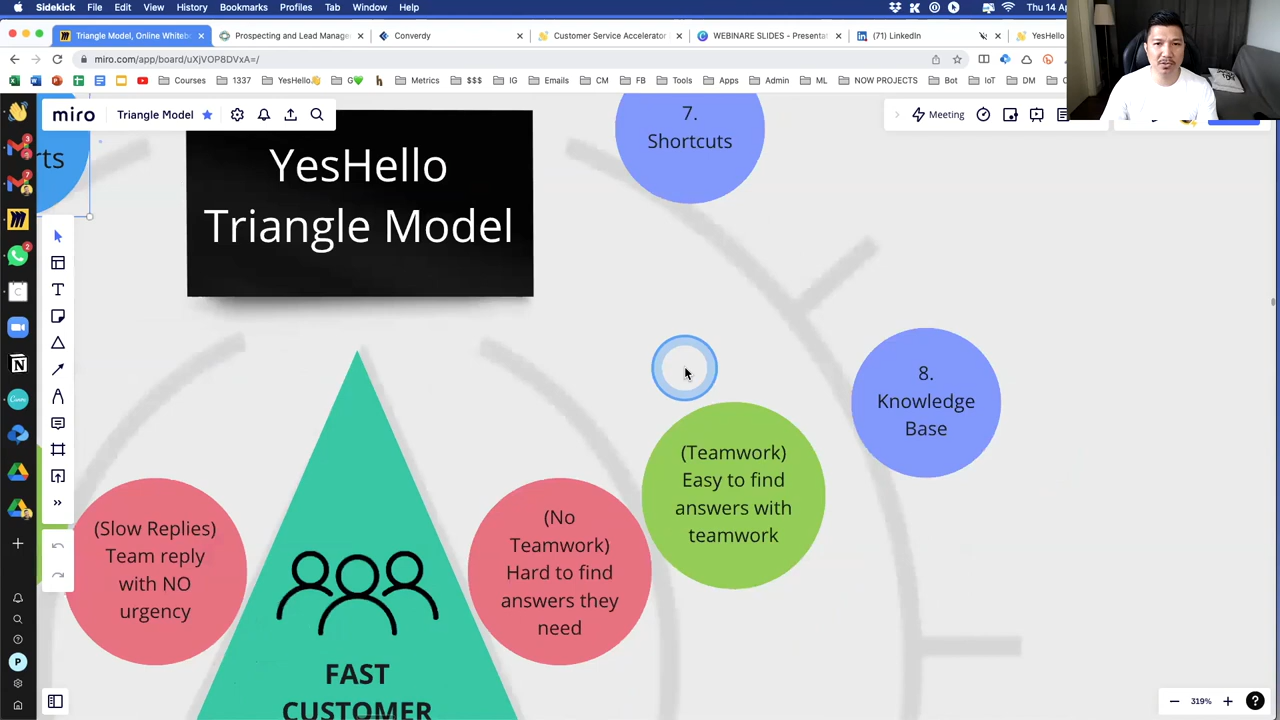 Sidekick File Edit View History Bookmarks Profiles Tab Window Help
Thu 14 Ap
Triangle Model, Online Whitebo
Prospecting and Lead Manage
Converdy
Customer Service Accelerator
WEBINARE SLIDES - Presentat
(71) LinkedIn
YesHello
miro.com/app/board/uXjVOP8DVxA=/
Courses 1337 YesHello👋 G💚 Metrics $$$ IG Emails CM FB Tools Apps Admin ML NOW PROJECTS Bot IoT DM
miro
Triangle Model
Meeting
rts
YesHello
Triangle Model
7.
Shortcuts
8.
Knowledge
Base
(Teamwork)
Easy to find
answers with
teamwork
(Slow Replies)
Team reply
with NO
urgency
(No
Teamwork)
Hard to find
answers they
need
FAST
CUSTOMER
P
319%